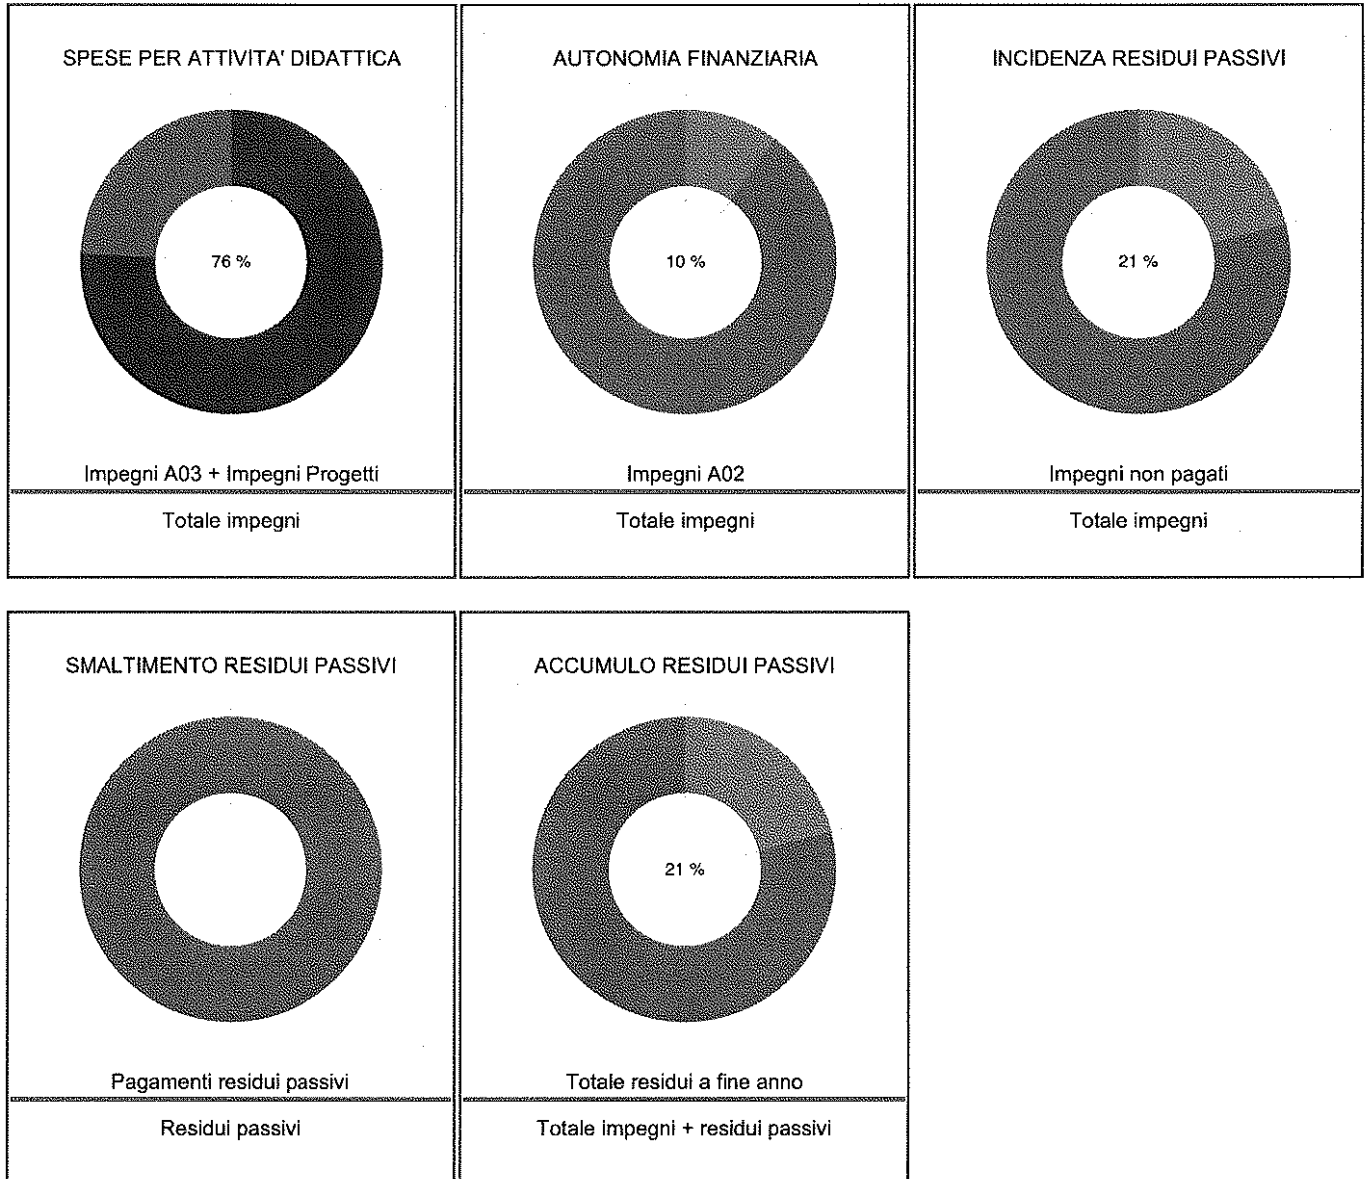 SPESE PER ATTIVITA' DIDATTICA
76 %
Impegni A03 + Impegni Progetti
Totale impegni
AUTONOMIA FINANZIARIA
10 %
Impegni A02
Totale impegni
INCIDENZA RESIDUI PASSIVI
21 %
Impegni non pagati
Totale impegni
SMALTIMENTO RESIDUI PASSIVI
Pagamenti residui passivi
Residui passivi
ACCUMULO RESIDUI PASSIVI
21 %
Totale residui a fine anno
Totale impegni + residui passivi